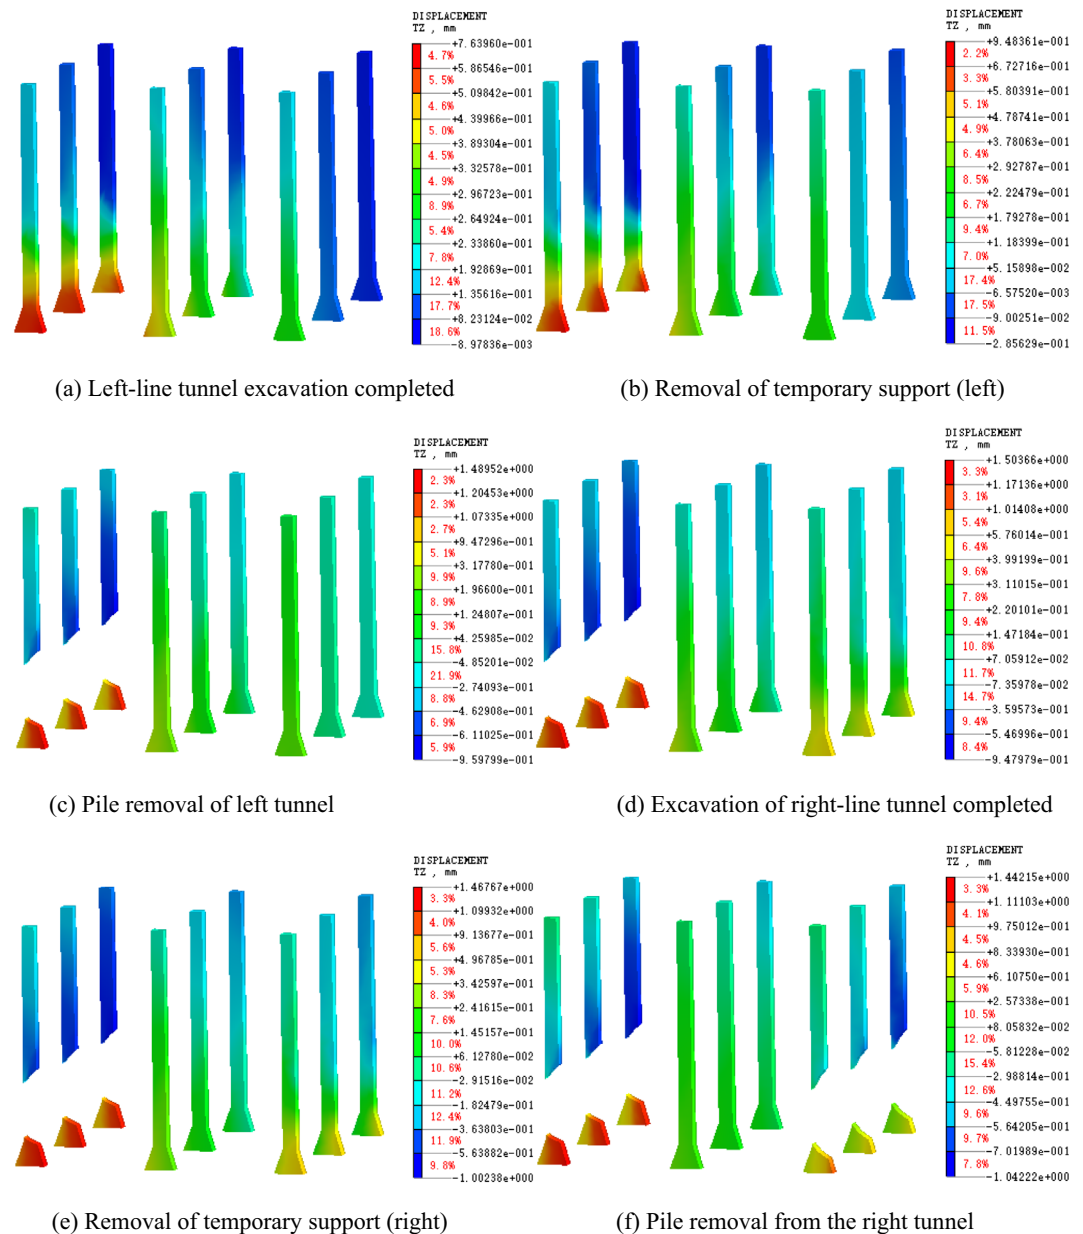 DISPLACEMENT
TZ , mm
+7.63960e-001
4.7%
+5.86546e-001
5.5%
+5.09842e-001
4.6%
+4.39966e-001
5.0%
+3.89304e-001
4.5%
+3.32578e-001
4.9%
+2.96723e-001
8.9%
+2.64924e-001
5.4%
+2.33860e-001
7.8%
+1.92869e-001
12.4%
+1.35616e-001
17.7%
+8.23124e-002
18.6%
-8.97836e-003
(a) Left-line tunnel excavation completed
DISPLACEMENT
TZ , mm
+9.48361e-001
2.2%
+6.72716e-001
3.3%
+5.80391e-001
5.1%
+4.78741e-001
4.9%
+3.78063e-001
6.4%
+2.92787e-001
8.5%
+2.22479e-001
6.7%
+1.79278e-001
9.4%
+1.18399e-001
7.0%
+5.15898e-002
17.4%
-6.57520e-003
17.5%
-9.00251e-002
11.5%
-2.85629e-001
(b) Removal of temporary support (left)
DISPLACEMENT
TZ , mm
+1.48952e+000
2.3%
+1.20453e+000
2.3%
+1.07335e+000
2.7%
+9.47296e-001
5.1%
+3.17780e-001
9.9%
+1.96600e-001
8.9%
+1.24807e-001
9.3%
+4.25985e-002
15.8%
-4.85201e-002
21.9%
-2.74093e-001
8.8%
-4.62908e-001
6.9%
-6.11025e-001
5.9%
-9.59799e-001
(c) Pile removal of left tunnel
DISPLACEMENT
TZ , mm
+1.50366e+000
3.3%
+1.17136e+000
3.1%
+1.01408e+000
5.4%
+5.76014e-001
6.4%
+3.99199e-001
9.6%
+3.11015e-001
7.8%
+2.20101e-001
9.4%
+1.47184e-001
10.8%
+7.05912e-002
11.7%
-7.35978e-002
14.7%
-3.59573e-001
9.4%
-5.46996e-001
8.4%
-9.47979e-001
(d) Excavation of right-line tunnel completed
DISPLACEMENT
TZ , mm
+1.46767e+000
3.3%
+1.09932e+000
4.0%
+9.13677e-001
5.6%
+4.96785e-001
5.3%
+3.42597e-001
8.3%
+2.41615e-001
7.6%
+1.45157e-001
10.0%
+6.12780e-002
10.6%
-2.91516e-002
11.2%
-1.82479e-001
12.4%
-3.63803e-001
11.9%
-5.63882e-001
9.8%
-1.00238e+000
(e) Removal of temporary support (right)
DISPLACEMENT
TZ , mm
+1.44215e+000
3.3%
+1.11103e+000
4.1%
+9.75012e-001
4.5%
+8.33930e-001
4.6%
+6.10750e-001
5.9%
+2.57338e-001
10.5%
+8.05832e-002
12.0%
-5.81228e-002
15.4%
-2.98814e-001
12.6%
-4.49755e-001
9.6%
-5.64205e-001
9.7%
-7.01989e-001
7.8%
-1.04222e+000
(f) Pile removal from the right tunnel